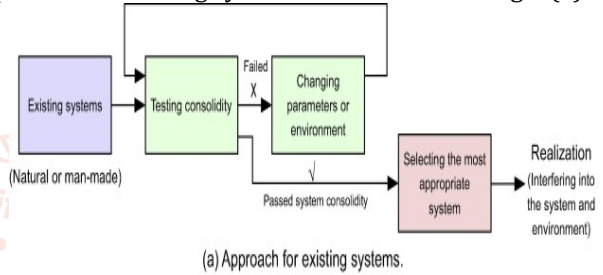 Existing systems
(Natural or man-made)
Testing consolidity
Failed
X
Changing
parameters or
environment
√
Passed system consolidity
Selecting the most
appropriate
system
Realization
(Interfering into
the system and
environment)
(a) Approach for existing systems.